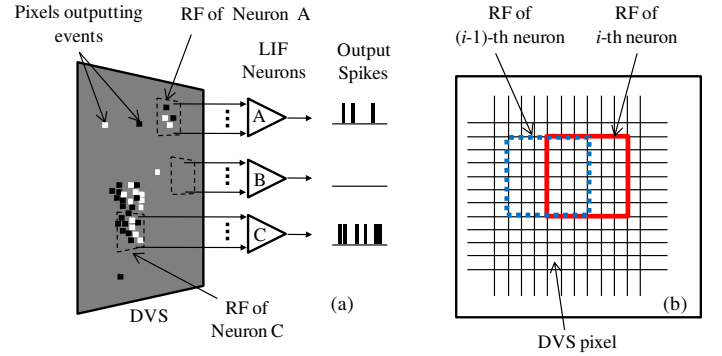 Pixels outputting
events
RF of Neuron A
LIF
Neurons
Output
Spikes
A
B
C
RF of
Neuron C
DVS
(a)
RF of
(i-1)-th neuron
RF of
i-th neuron
(b)
DVS pixel